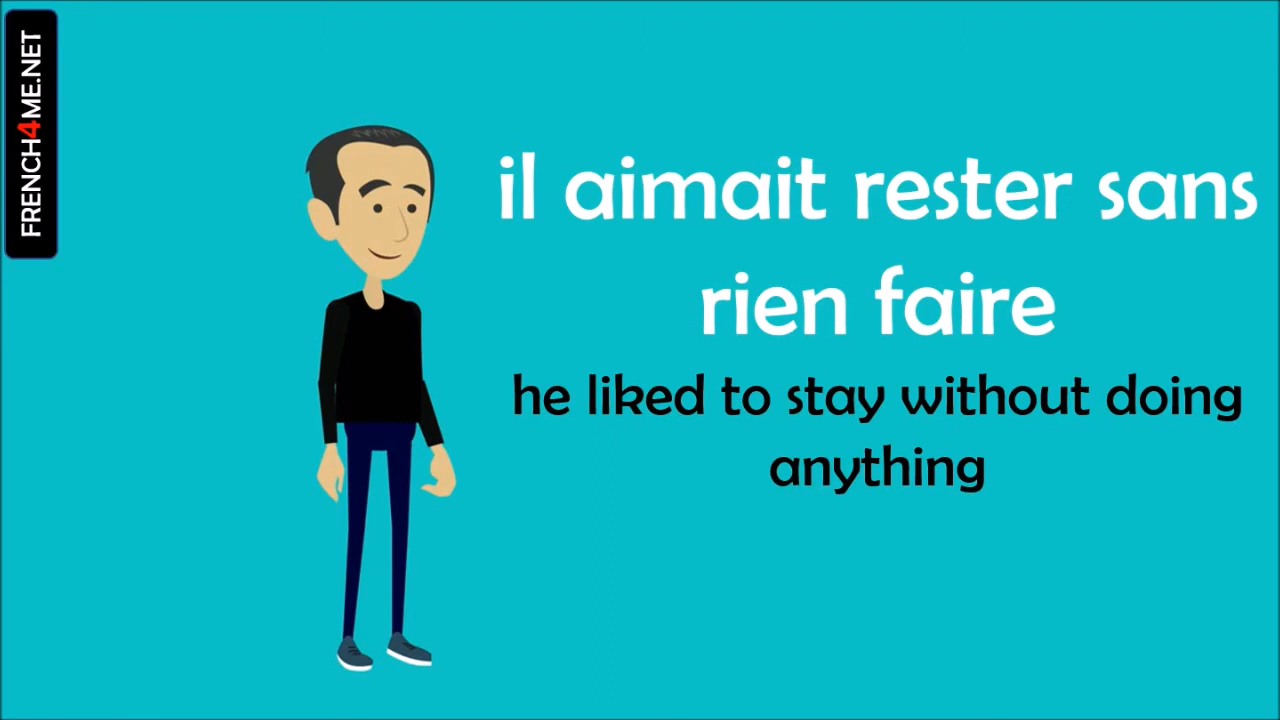 FRENCH4ME.NET
il aimait rester sans
rien faire
he liked to stay without doing
anything